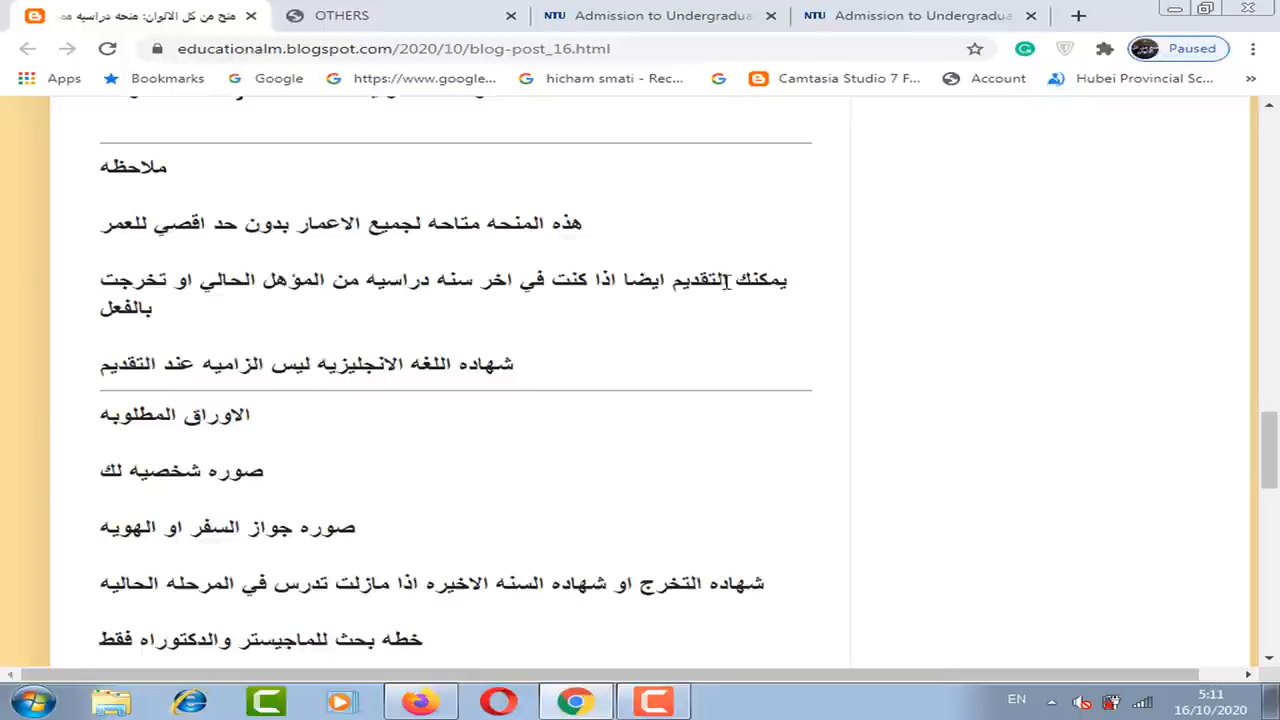 منح من كل الالوان: منحه دراسيه مم
OTHERS
NTU Admission to Undergradua
NTU Admission to Undergradua
educationalm.blogspot.com/2020/10/blog-post_16.html
Paused
Apps
Bookmarks
Google
https://www.google...
hicham smati - Rec...
Camtasia Studio 7 F...
Account
Hubei Provincial Sc...
»
ملاحظه
هذه المنحه متاحه لجميع الاعمار بدون حد اقصي للعمر
يمكنك التقديم ايضا اذا كنت في اخر سنه دراسيه من المؤهل الحالي او تخرجت
بالفعل
شهاده اللغه الانجليزيه ليس الزاميه عند التقديم
الاوراق المطلوبه
صوره شخصيه لك
صوره جواز السفر او الهويه
شهاده التخرج او شهاده السنه الاخيره اذا مازلت تدرس في المرحله الحاليه
خطه بحث للماجيستر والدكتوراه فقط
EN
5:11
16/10/2020